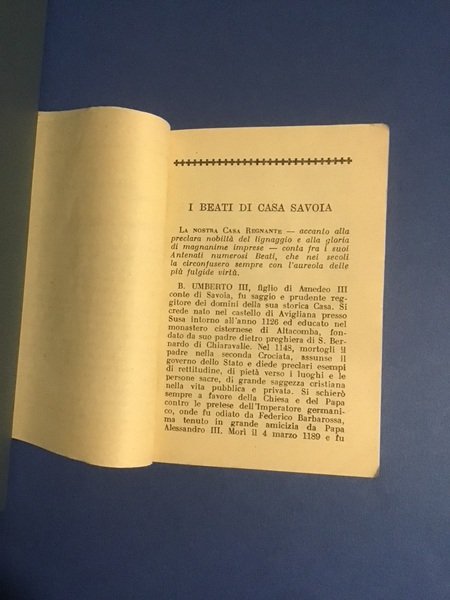 I BEATI DI CASA SAVOIA
La nostra Casa Regnante — accanto alla
preclara nobiltà del lignaggio e alla gloria
di magnanime imprese — conta fra i suoi
Antenati numerosi Beati, che nei secoli
la circonfusero sempre con l'aureola delle
più fulgide virtù.
B. UMBERTO III, figlio di Amedeo III
conte di Savoia, fu saggio e prudente reg-
gitore dei domini della sua storica Casa. Si
crede nato nel castello di Avigliana presso
Susa intorno all'anno 1126 ed educato nel
monastero cisternese di Altacomba, fon-
dato da suo padre dietro preghiera di S. Ber-
nardo di Chiaravalle. Nel 1148, mortogli il
padre nella seconda Crociata, assunse il
governo dello Stato e diede preclari esempi
di rettitudine, di pietà verso i luoghi e le
persone sacre, di grande saggezza cristiana
nella vita pubblica e privata. Si schierò
sempre a favore della Chiesa e del Papa
contro le pretese dell'Imperatore germani-
co, onde fu odiato da Federico Barbarossa,
ma tenuto in grande amicizia da Papa
Alessandro III. Morì il 4 marzo 1189 e fu